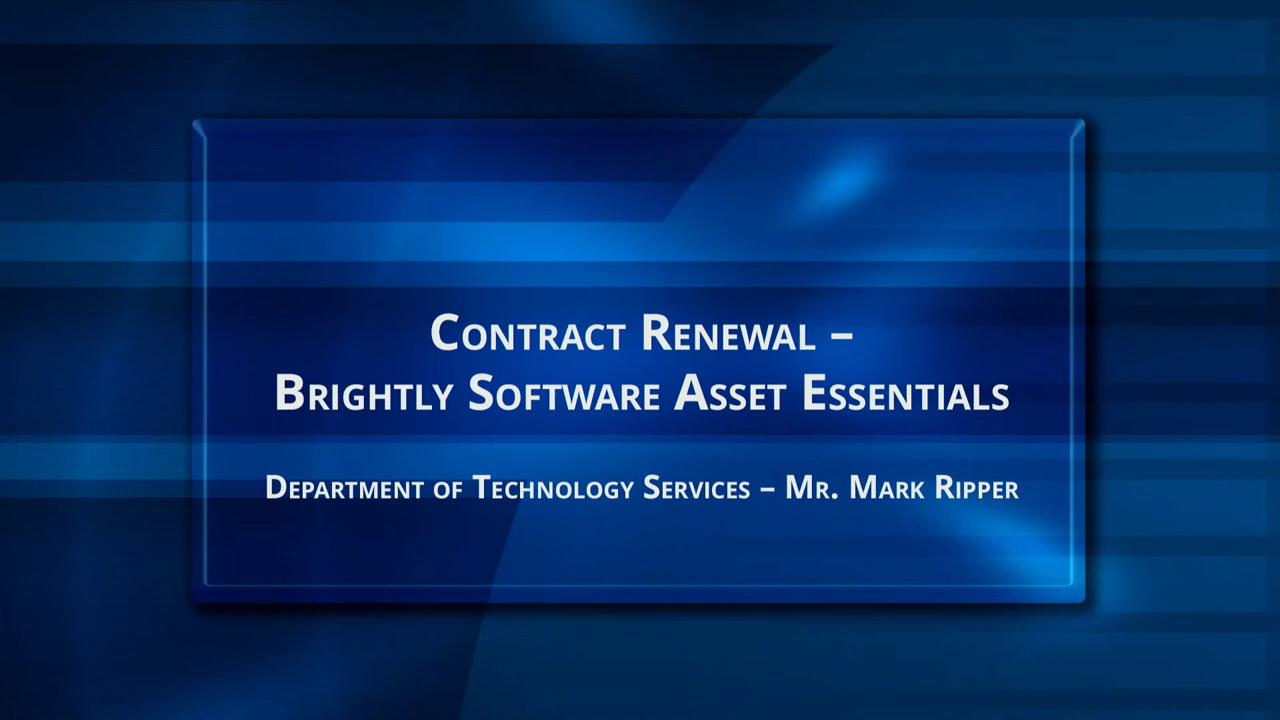 Contract Renewal –
Brightly Software Asset Essentials
Department of Technology Services – Mr. Mark Ripper